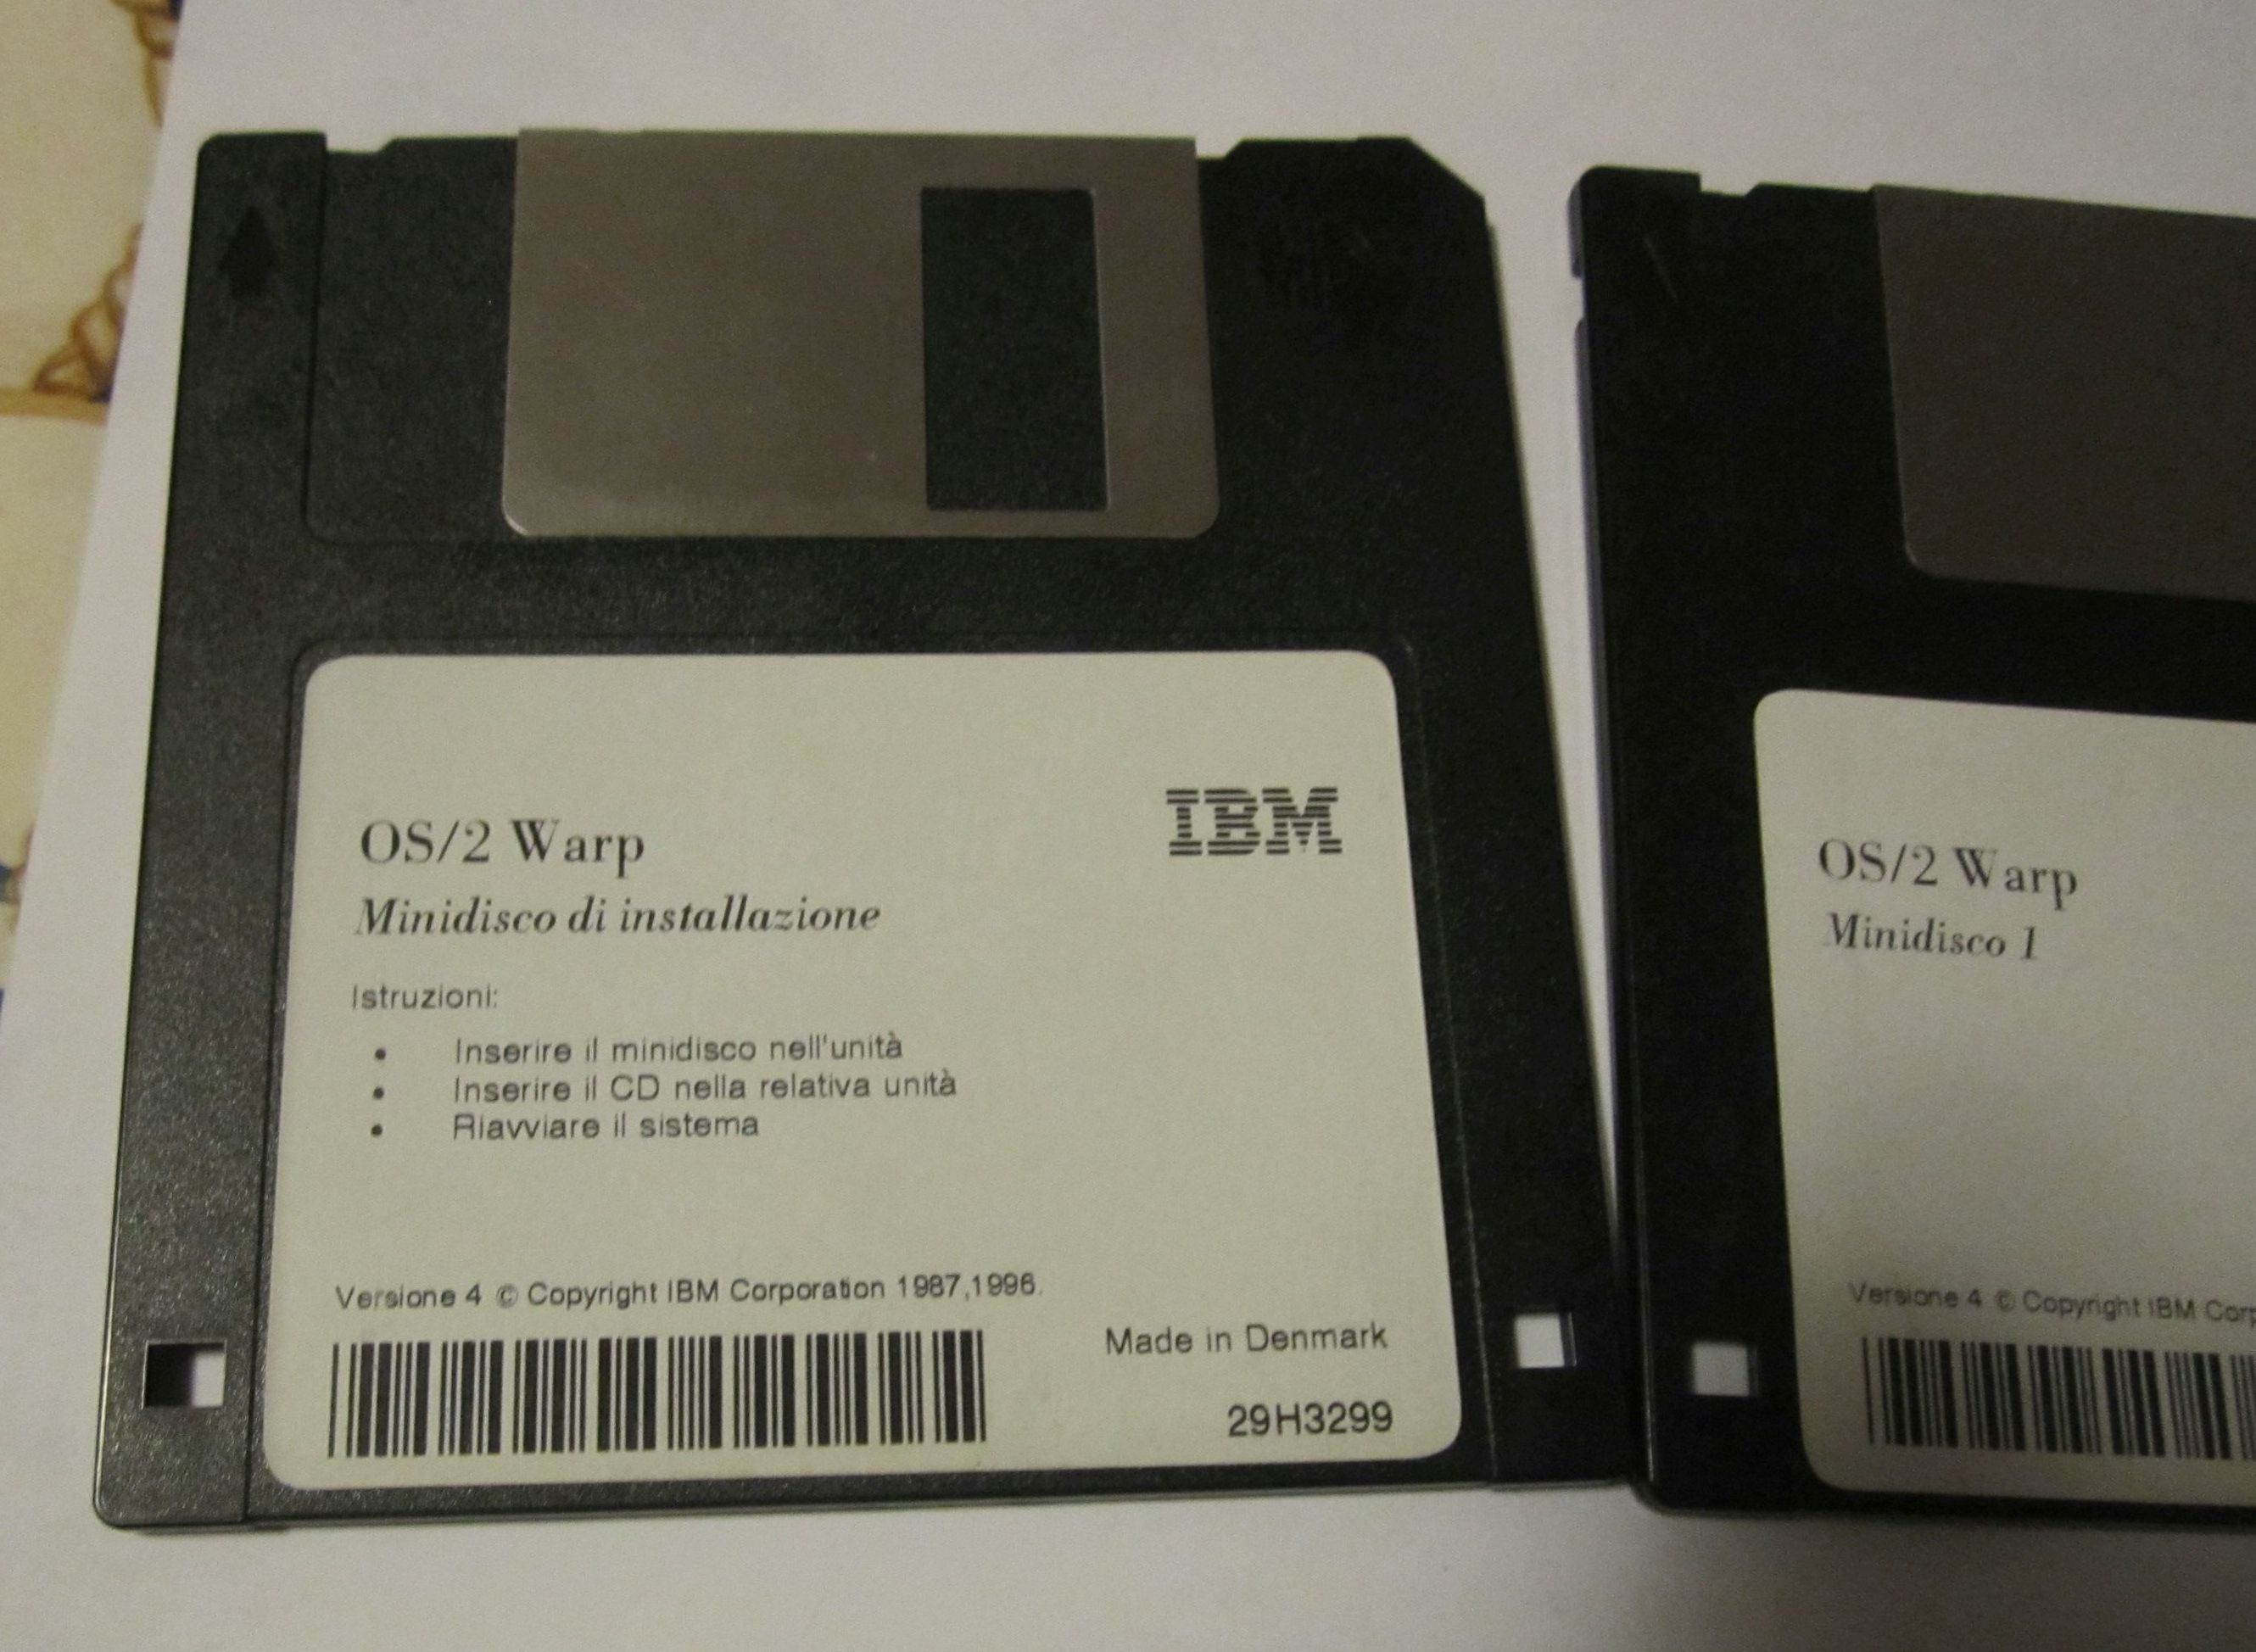 OS/2 Warp
IBM
Minidisco di installazione
Istruzioni:
• Inserire il minidisco nell'unità
• Inserire il CD nella relativa unità
• Riavviare il sistema
Versione 4 © Copyright IBM Corporation 1987,1996.
Made in Denmark
29H3299
OS/2 Warp
Minidisco 1
Versione 4 © Copyright IBM Corp